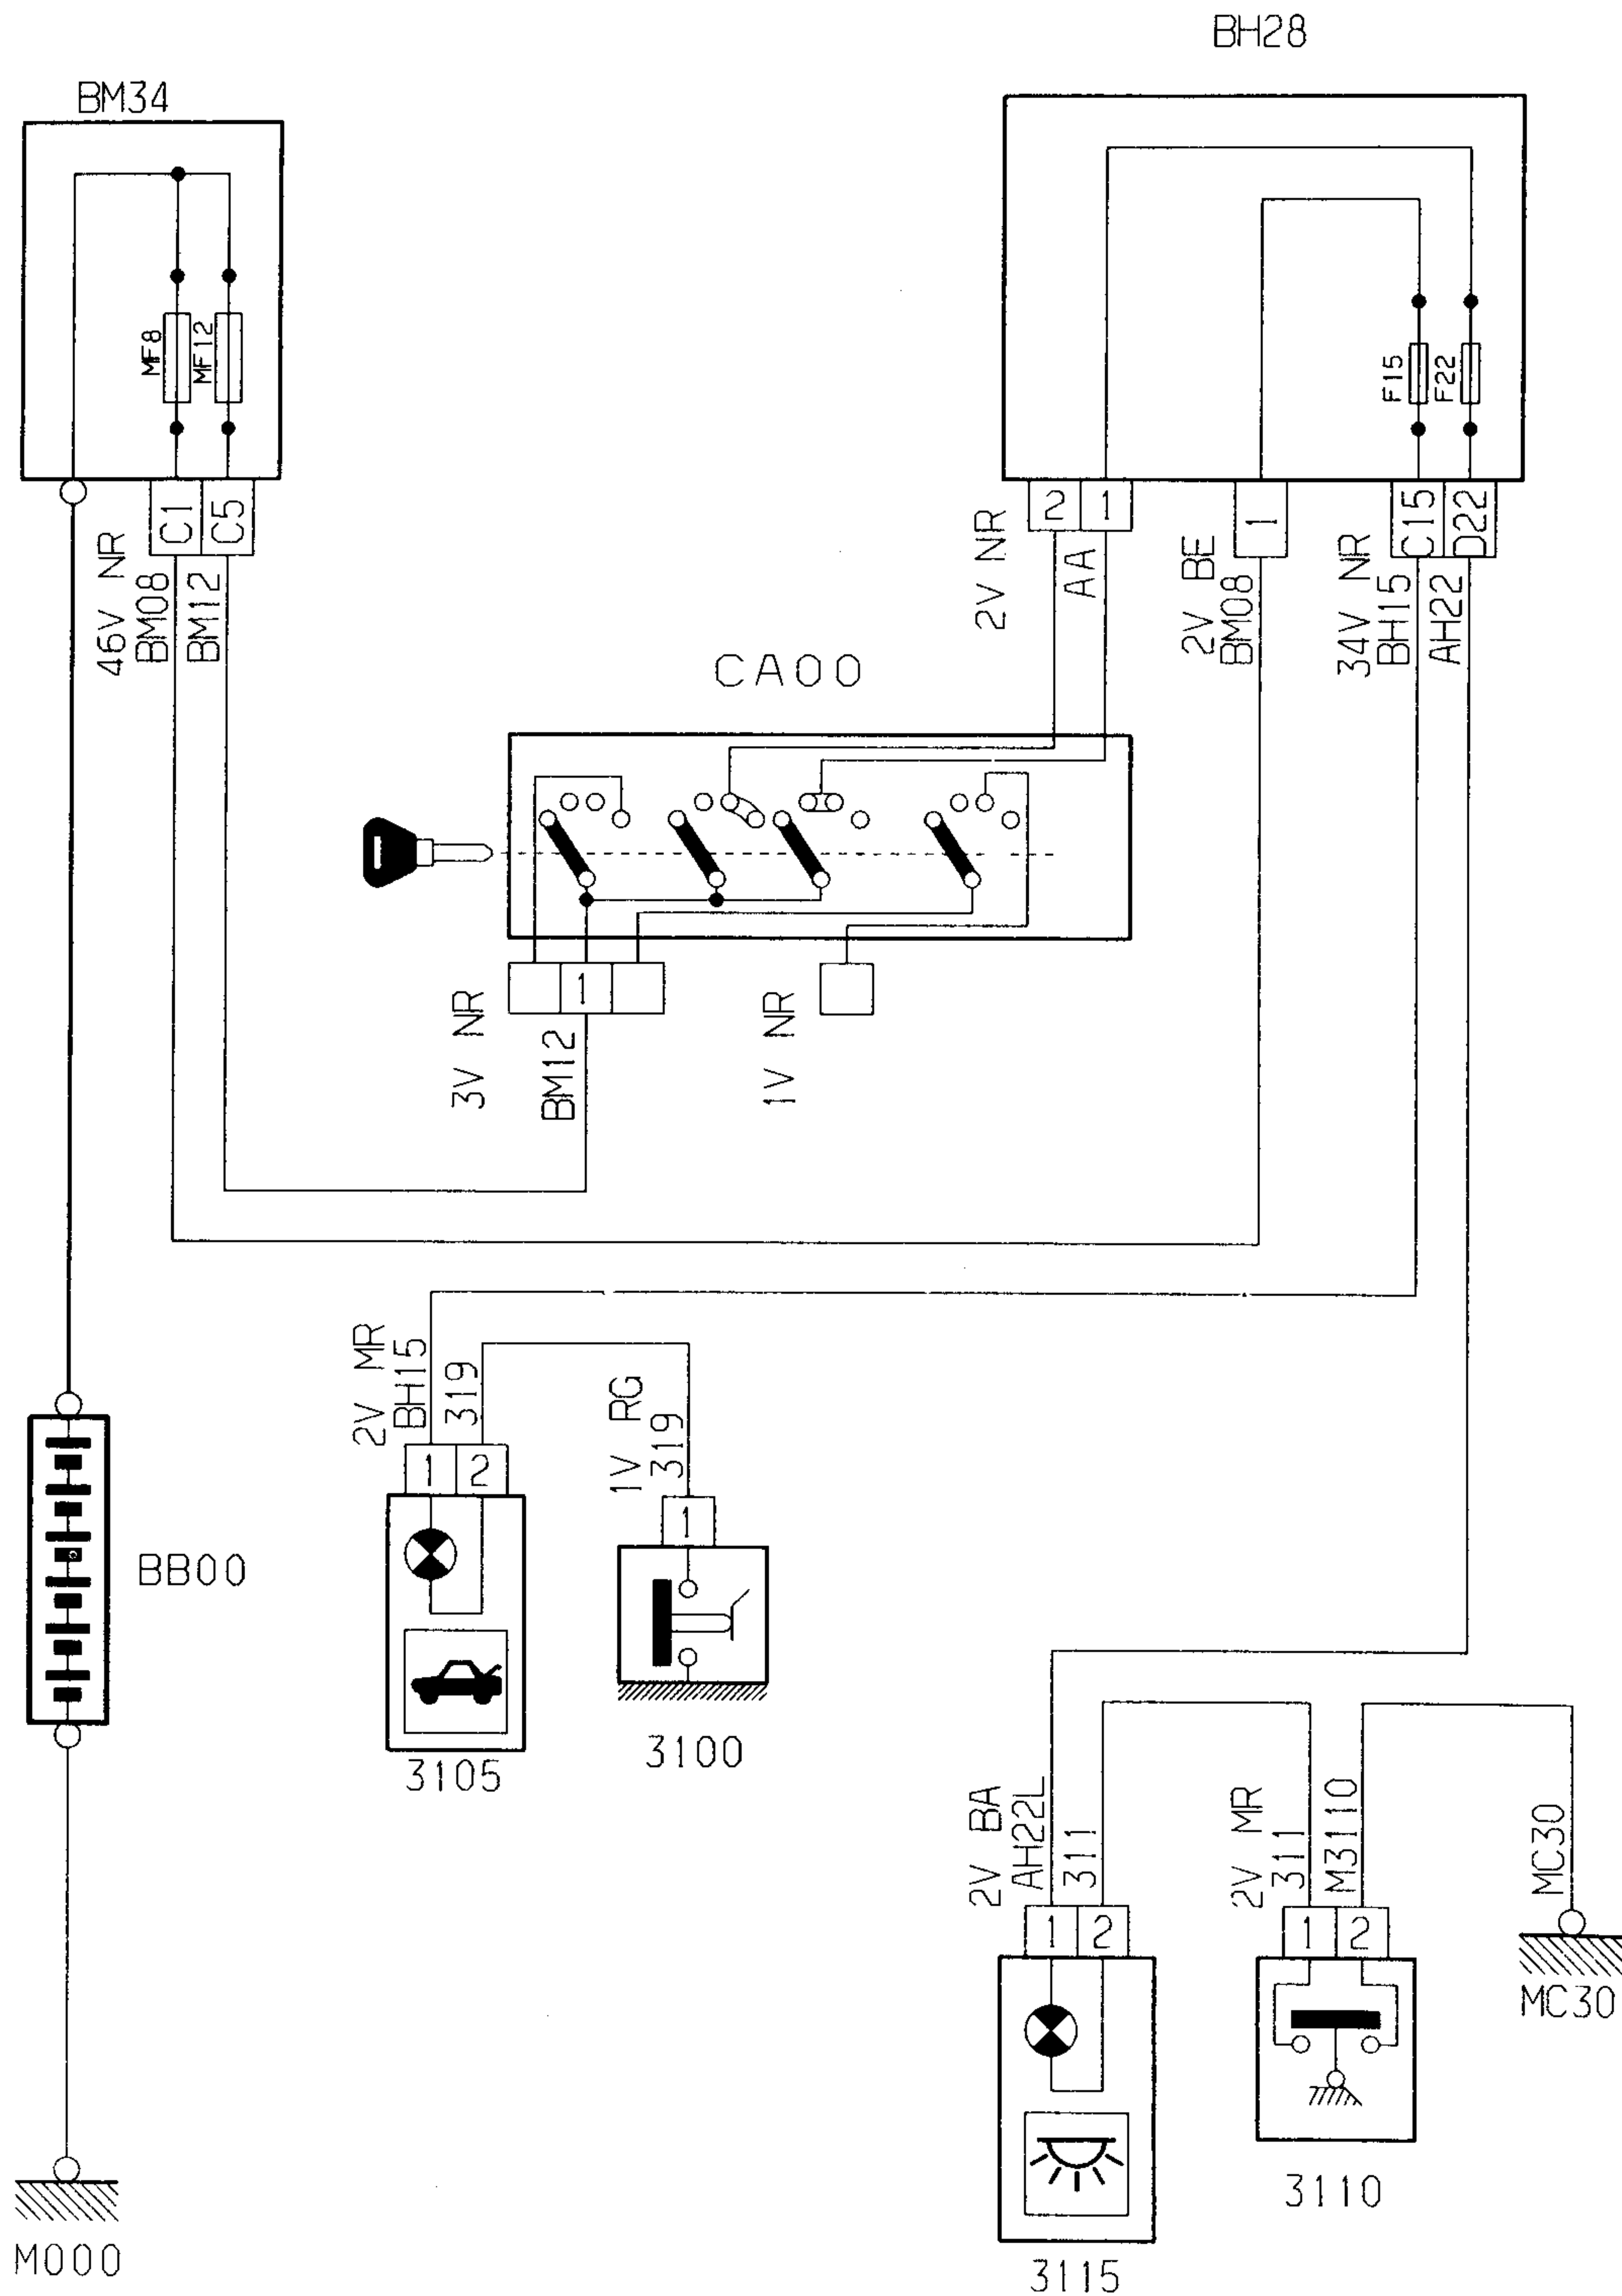 BH28
BM34
MF8
MF12
F15
F22
C1
C5
2
1
1
C15
D22
46V NR
BM08
BM12
2V NR
AA
2V BE
BM08
34V NR
BH15
AH22
CA00
1
3V NR
BM12
1V NR
2V MR
BH15
319
1V RG
319
1
2
1
BB00
3105
3100
2V BA
AH22L
311
2V MR
311
M3110
MC30
1
2
1
2
MC30
3110
M000
3115